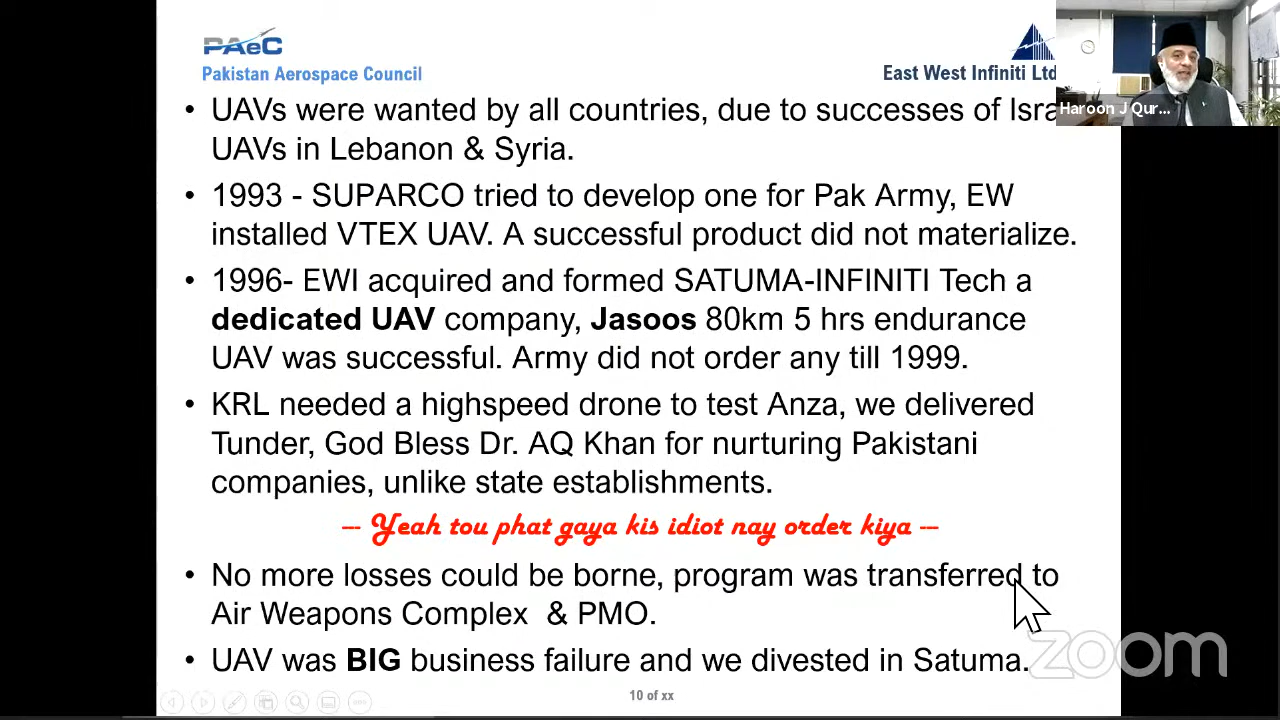 PAeC
Pakistan Aerospace Council
East West Infiniti Ltd
Haroon J Qur...
• UAVs were wanted by all countries, due to successes of Isra
UAVs in Lebanon & Syria.
• 1993 - SUPARCO tried to develop one for Pak Army, EW
installed VTEX UAV. A successful product did not materialize.
• 1996- EWI acquired and formed SATUMA-INFINITI Tech a
dedicated UAV company, Jasoos 80km 5 hrs endurance
UAV was successful. Army did not order any till 1999.
• KRL needed a highspeed drone to test Anza, we delivered
Tunder, God Bless Dr. AQ Khan for nurturing Pakistani
companies, unlike state establishments.
--- Yeah tou phat gaya kis idiot nay order kiya ---
• No more losses could be borne, program was transferred to
Air Weapons Complex & PMO.
• UAV was BIG business failure and we divested in Satuma.
zoom
10 of xx